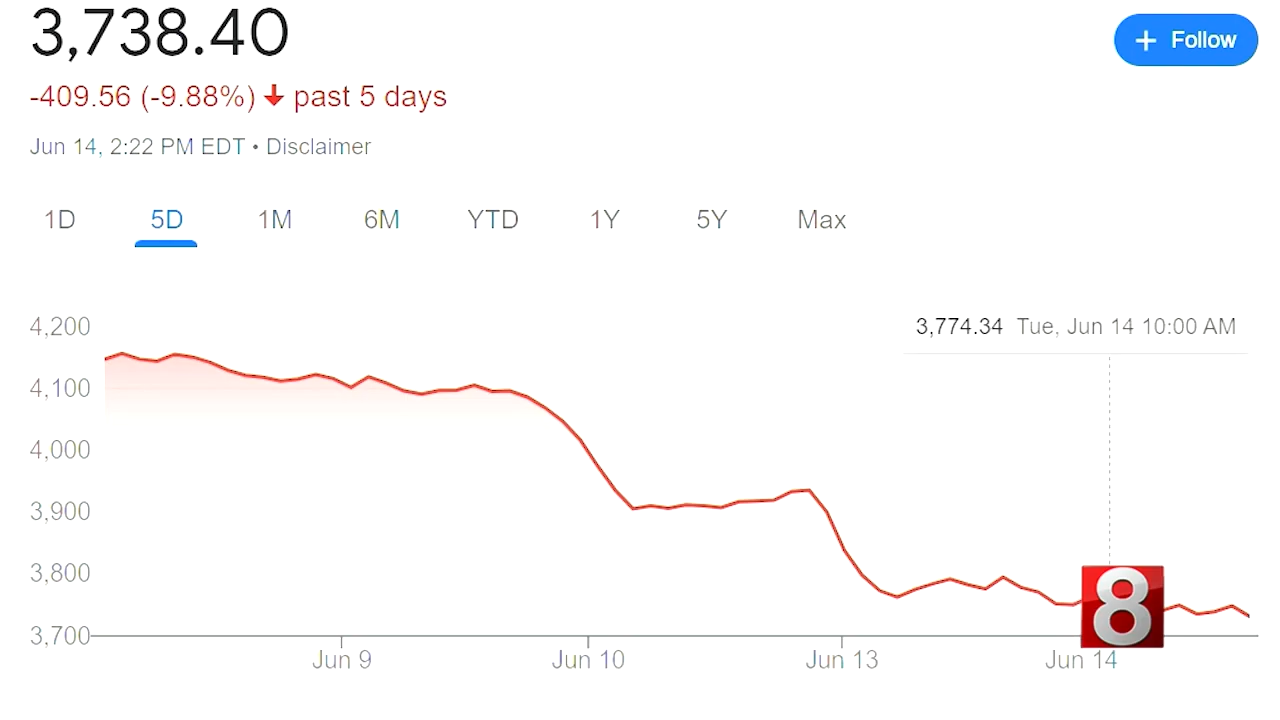 3,738.40
+ Follow
-409.56 (-9.88%) ↓ past 5 days
Jun 14, 2:22 PM EDT • Disclaimer
1D 5D 1M 6M YTD 1Y 5Y Max
3,774.34 Tue, Jun 14 10:00 AM
4,200
4,100
4,000
3,900
3,800
3,700
8
Jun 9 Jun 10 Jun 13 Jun 14